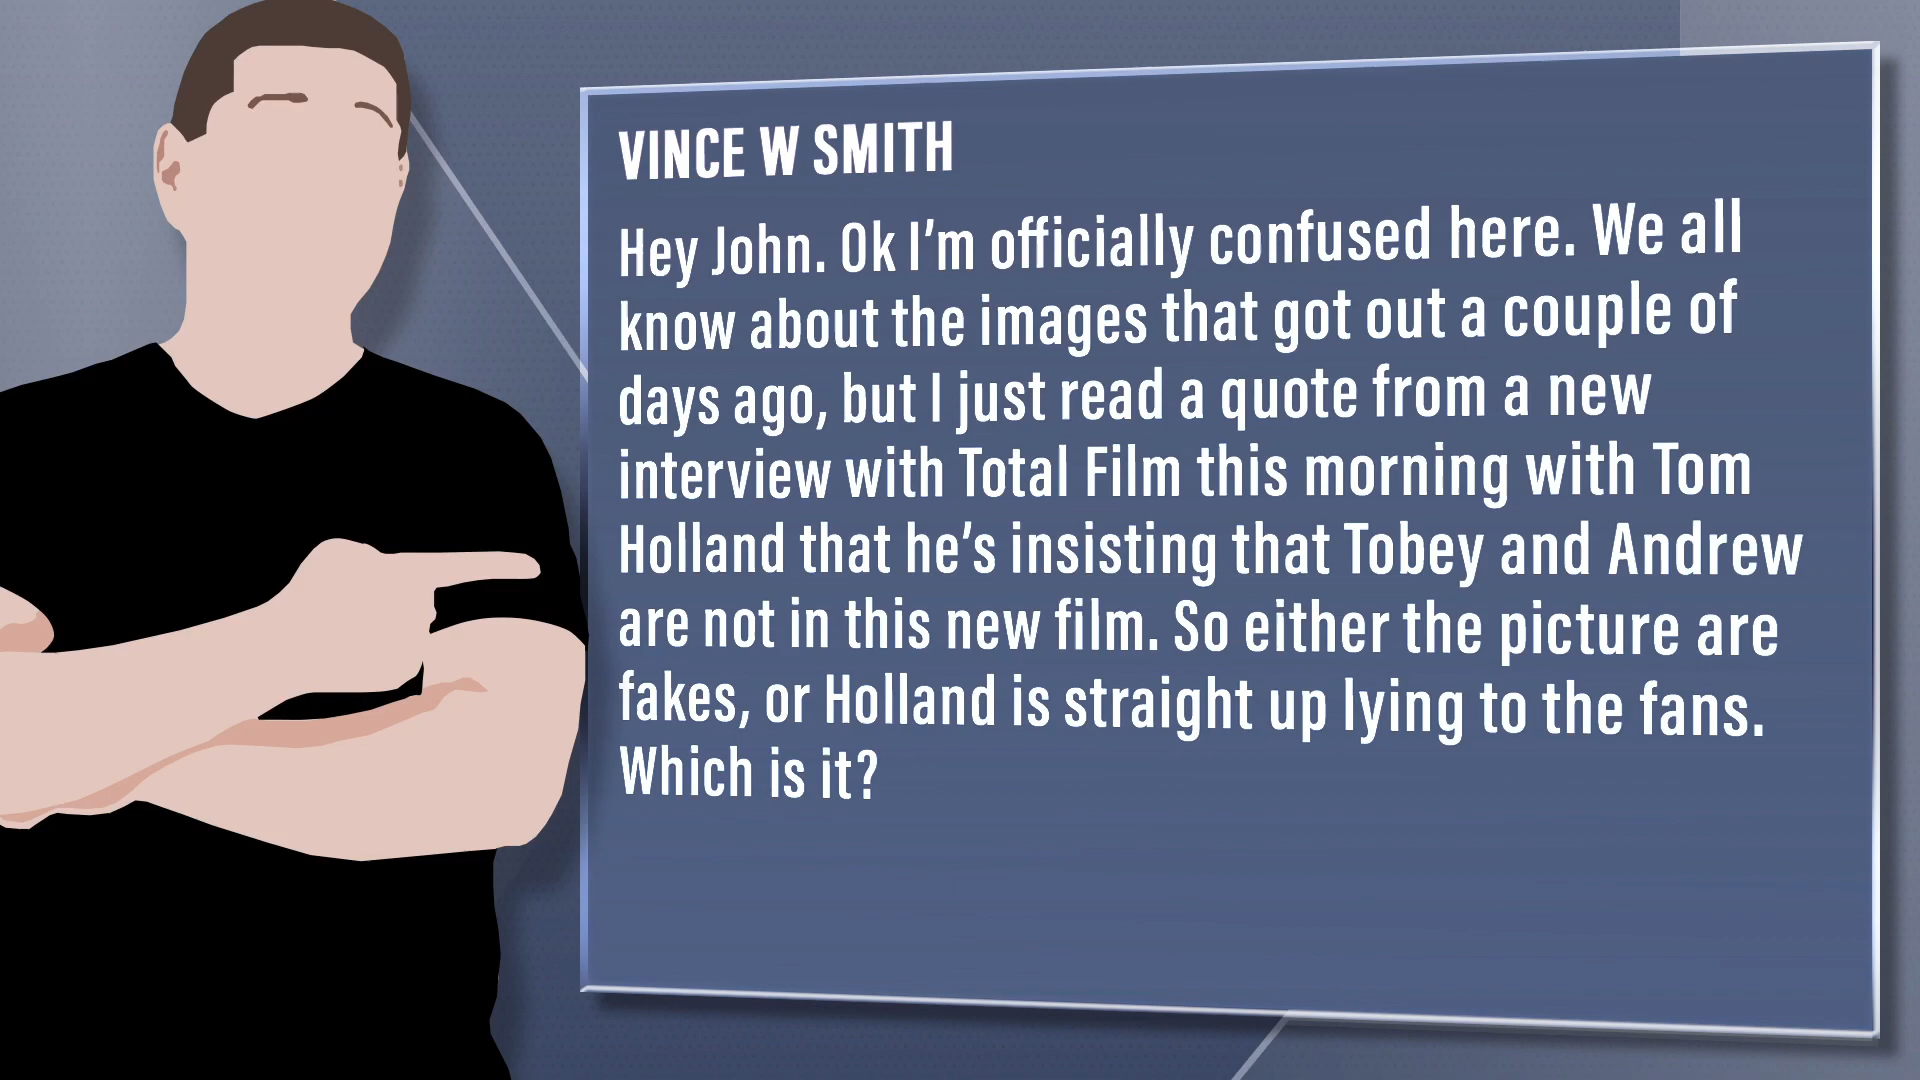 VINCE W SMITH
Hey John. Ok I'm officially confused here. We all
know about the images that got out a couple of
days ago, but I just read a quote from a new
interview with Total Film this morning with Tom
Holland that he's insisting that Tobey and Andrew
are not in this new film. So either the picture are
fakes, or Holland is straight up lying to the fans.
Which is it?